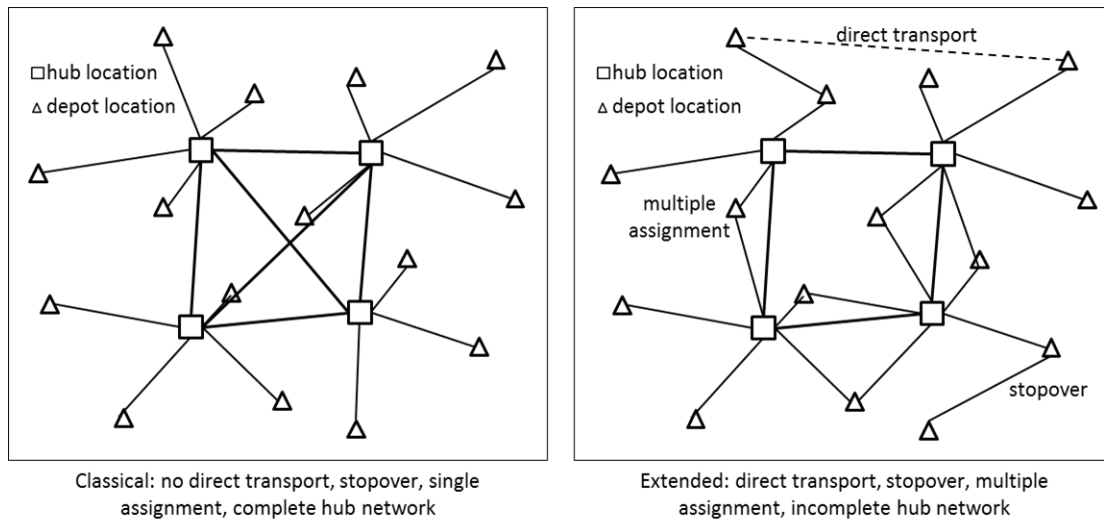 □hub location
△ depot location
direct transport
□hub location
△ depot location
multiple
assignment
stopover
Classical: no direct transport, stopover, single
assignment, complete hub network
Extended: direct transport, stopover, multiple
assignment, incomplete hub network